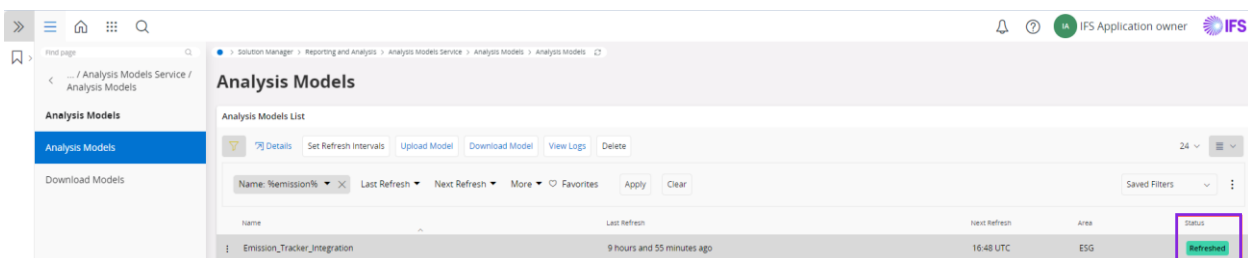 IA IFS Application owner IFS
Find page
> Solution Manager > Reporting and Analysis > Analysis Models Service > Analysis Models > Analysis Models
... / Analysis Models Service /
Analysis Models
Analysis Models
Analysis Models
Analysis Models List
Analysis Models
Details Set Refresh Intervals Upload Model Download Model View Logs Delete 24
Download Models
Name: %emission% Last Refresh Next Refresh More Favorites Apply Clear Saved Filters
Name Last Refresh Next Refresh Area Status
Emission_Tracker_Integration 9 hours and 55 minutes ago 16:48 UTC ESG Refreshed